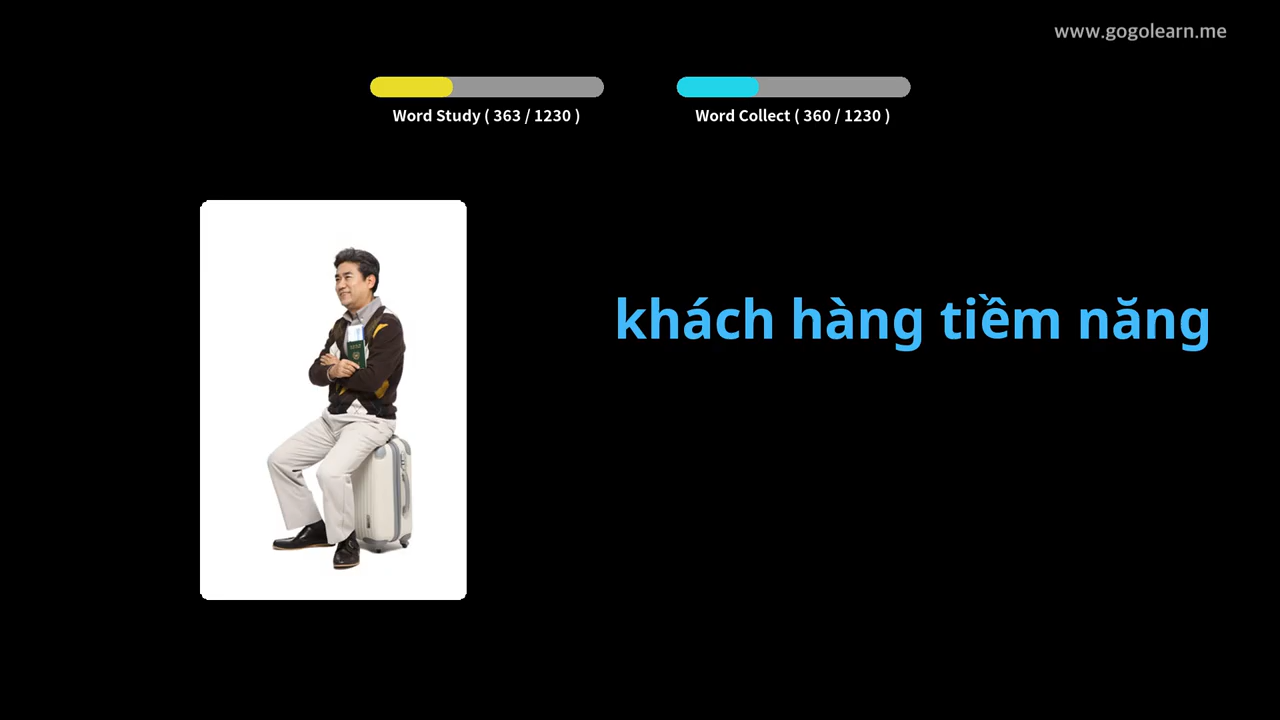 www.gogolearn.me
Word Study ( 363 / 1230 )
Word Collect ( 360 / 1230 )
khách hàng tiềm năng